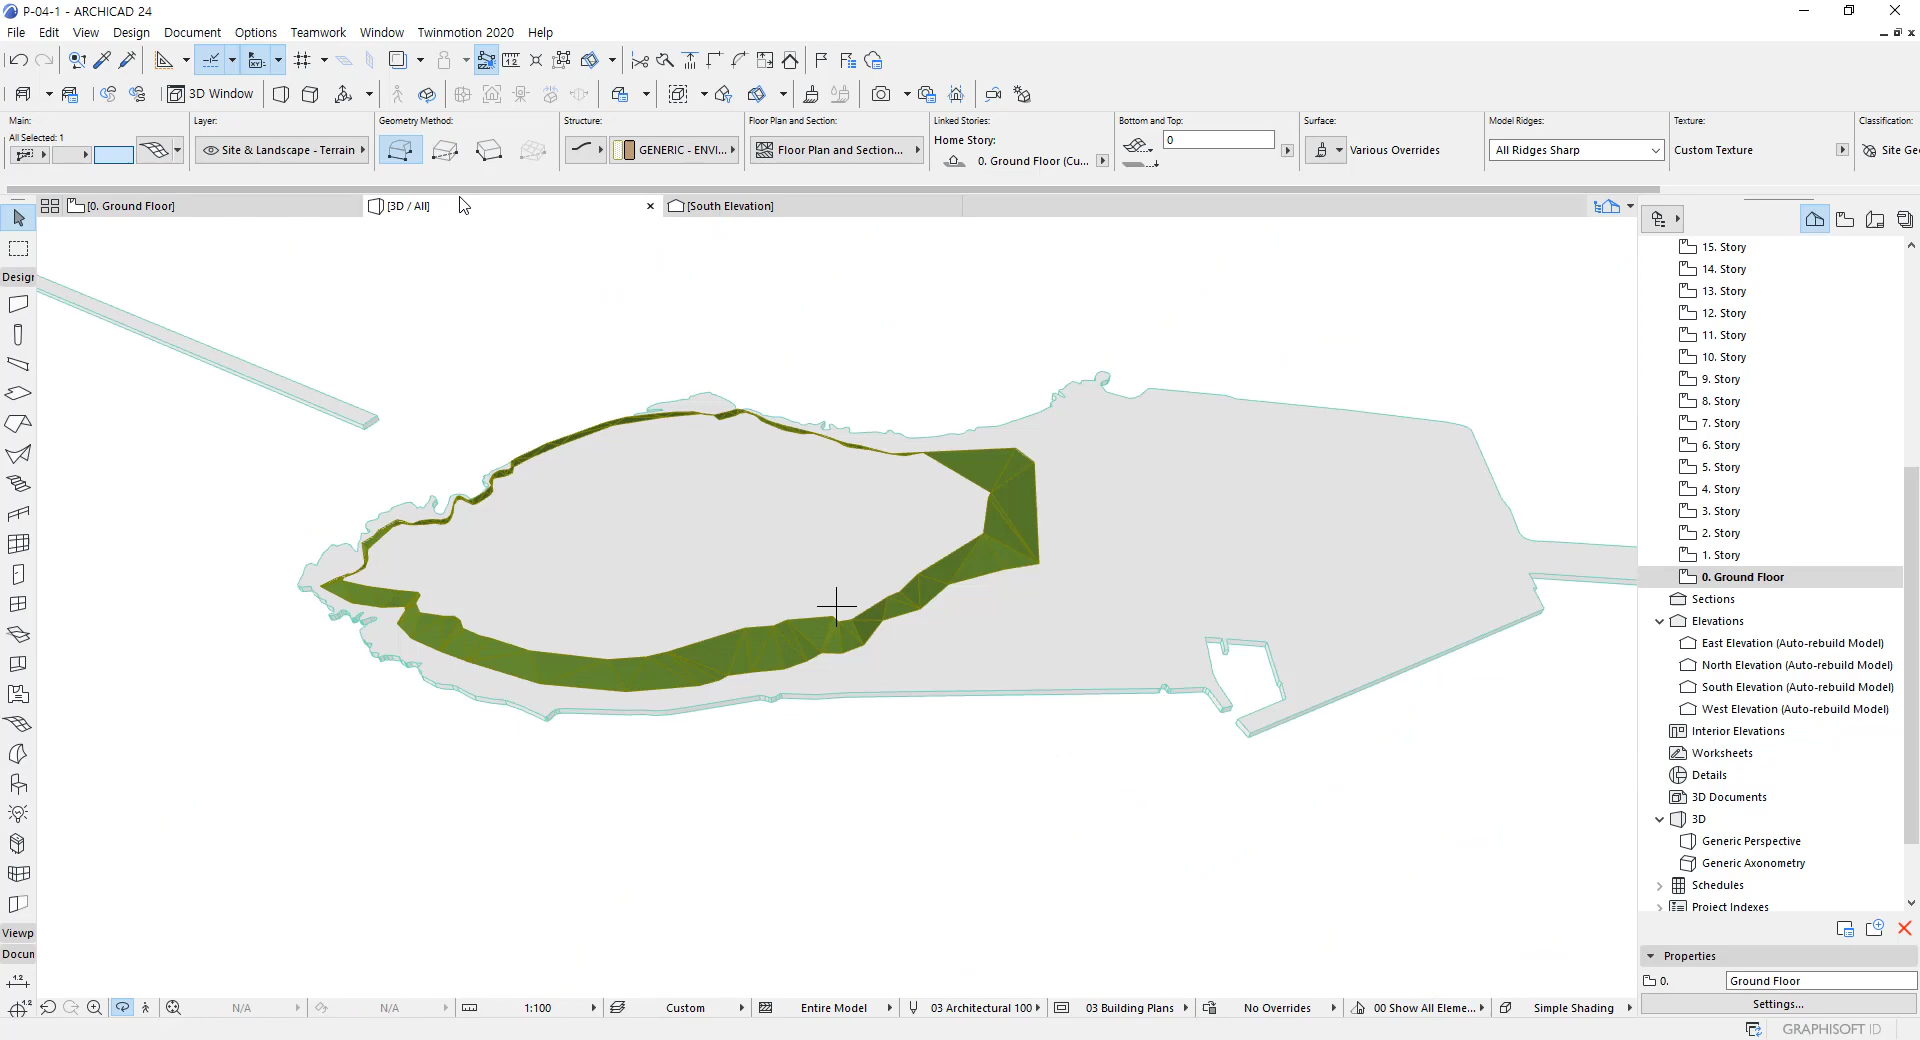 P-04-1 - ARCHICAD 24
File Edit View Design Document Options Teamwork Window Twinmotion 2020 Help
3D Window
Main:
All Selected: 1
Layer:
Site & Landscape - Terrain
Geometry Method:
Structure:
GENERIC - ENVI...
Floor Plan and Section:
Floor Plan and Section...
Linked Stories:
Home Story:
0. Ground Floor (Cu...
Bottom and Top:
0
Surface:
Various Overrides
Model Ridges:
All Ridges Sharp
Texture:
Custom Texture
Classification:
Site Ge
[0. Ground Floor]
[3D / All]
[South Elevation]
Design
Viewp
Docum
1.2
15. Story
14. Story
13. Story
12. Story
11. Story
10. Story
9. Story
8. Story
7. Story
6. Story
5. Story
4. Story
3. Story
2. Story
1. Story
0. Ground Floor
Sections
Elevations
East Elevation (Auto-rebuild Model)
North Elevation (Auto-rebuild Model)
South Elevation (Auto-rebuild Model)
West Elevation (Auto-rebuild Model)
Interior Elevations
Worksheets
Details
3D Documents
3D
Generic Perspective
Generic Axonometry
Schedules
Project Indexes
Properties
0. Ground Floor
Settings...
N/A
N/A
1:100
Custom
Entire Model
03 Architectural 100
03 Building Plans
No Overrides
00 Show All Eleme...
Simple Shading
GRAPHISOFT ID